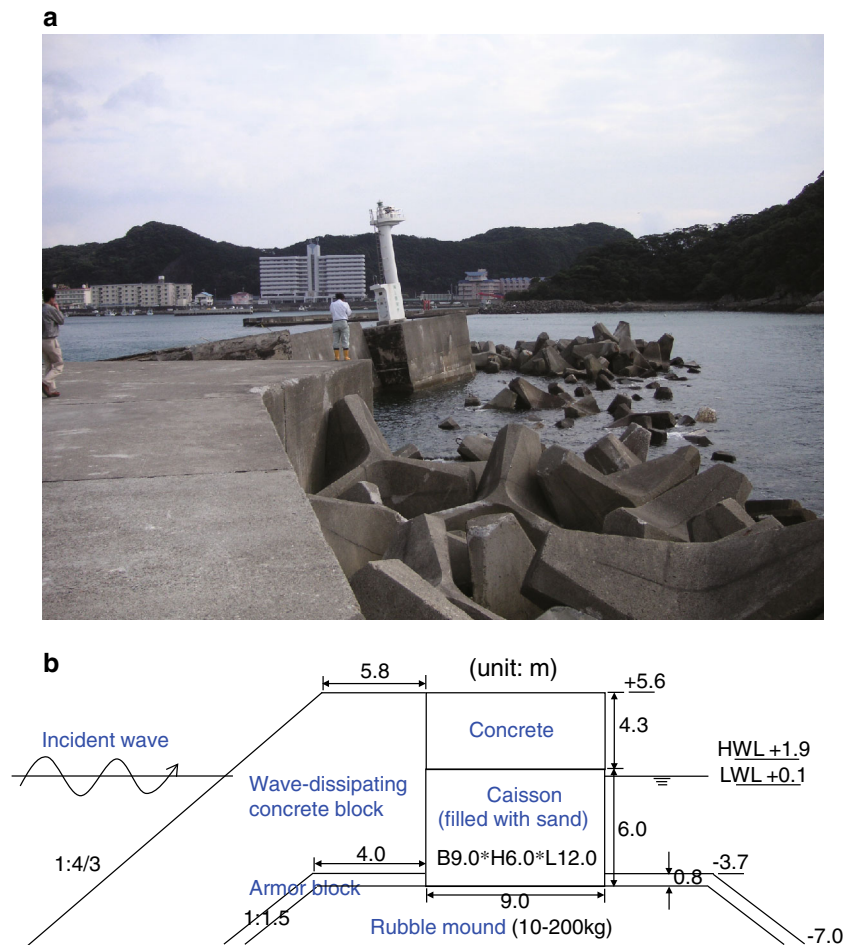 a
b
5.8
(unit: m)
+5.6
Concrete
4.3
Incident wave
HWL +1.9
LWL +0.1
Wave-dissipating
concrete block
Caisson
(filled with sand)
6.0
B9.0*H6.0*L12.0
1:4/3
4.0
-3.7
Armor block
0.8
1:1.5
9.0
Rubble mound (10-200kg)
-7.0